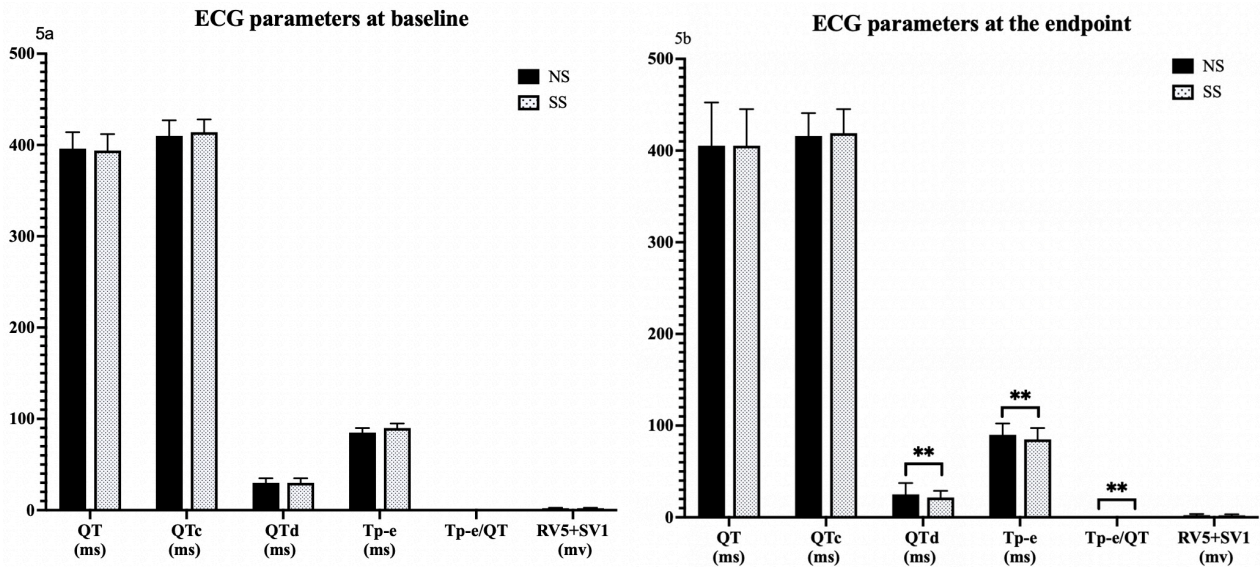 ECG parameters at baseline
5a
NS
SS
500
400
300
200
100
0
QT
(ms)
QTc
(ms)
QTd
(ms)
Tp-e
(ms)
Tp-e/QT
RV5+SV1
(mv)
ECG parameters at the endpoint
5b
NS
SS
500
400
300
200
100
0
**
**
**
QT
(ms)
QTc
(ms)
QTd
(ms)
Tp-e
(ms)
Tp-e/QT
RV5+SV1
(mv)